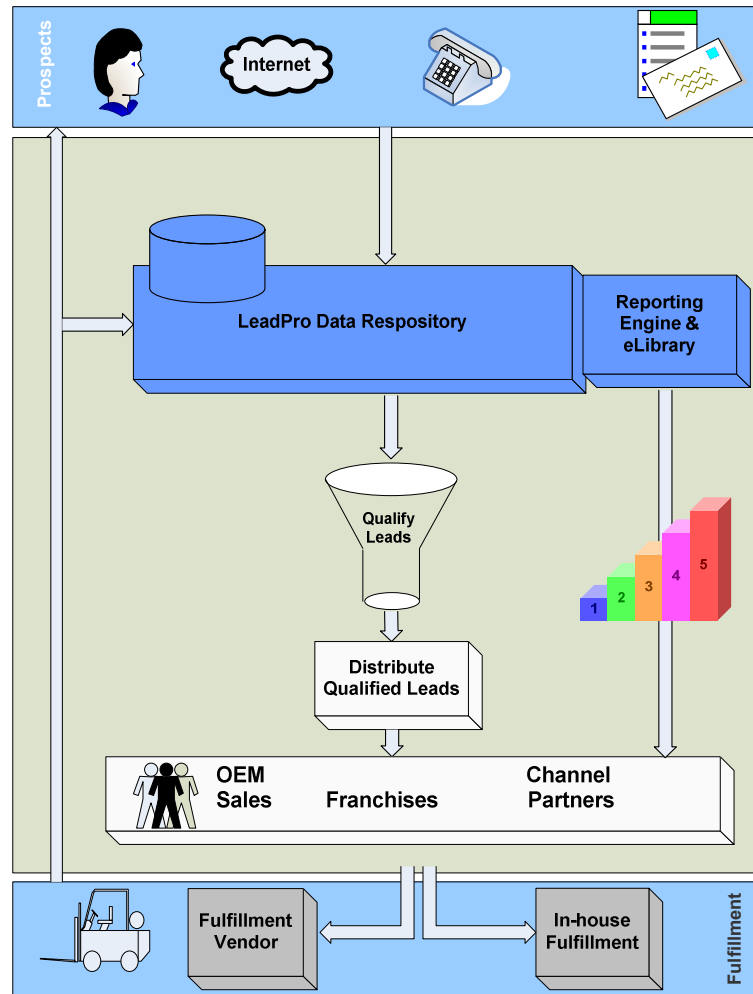 Prospects
Internet
LeadPro Data Respository
Reporting
Engine &
eLibrary
Qualify
Leads
1
2
3
4
5
Distribute
Qualified Leads
OEM
Sales
Franchises
Channel
Partners
Fulfillment
Vendor
In-house
Fulfillment
Fulfillment